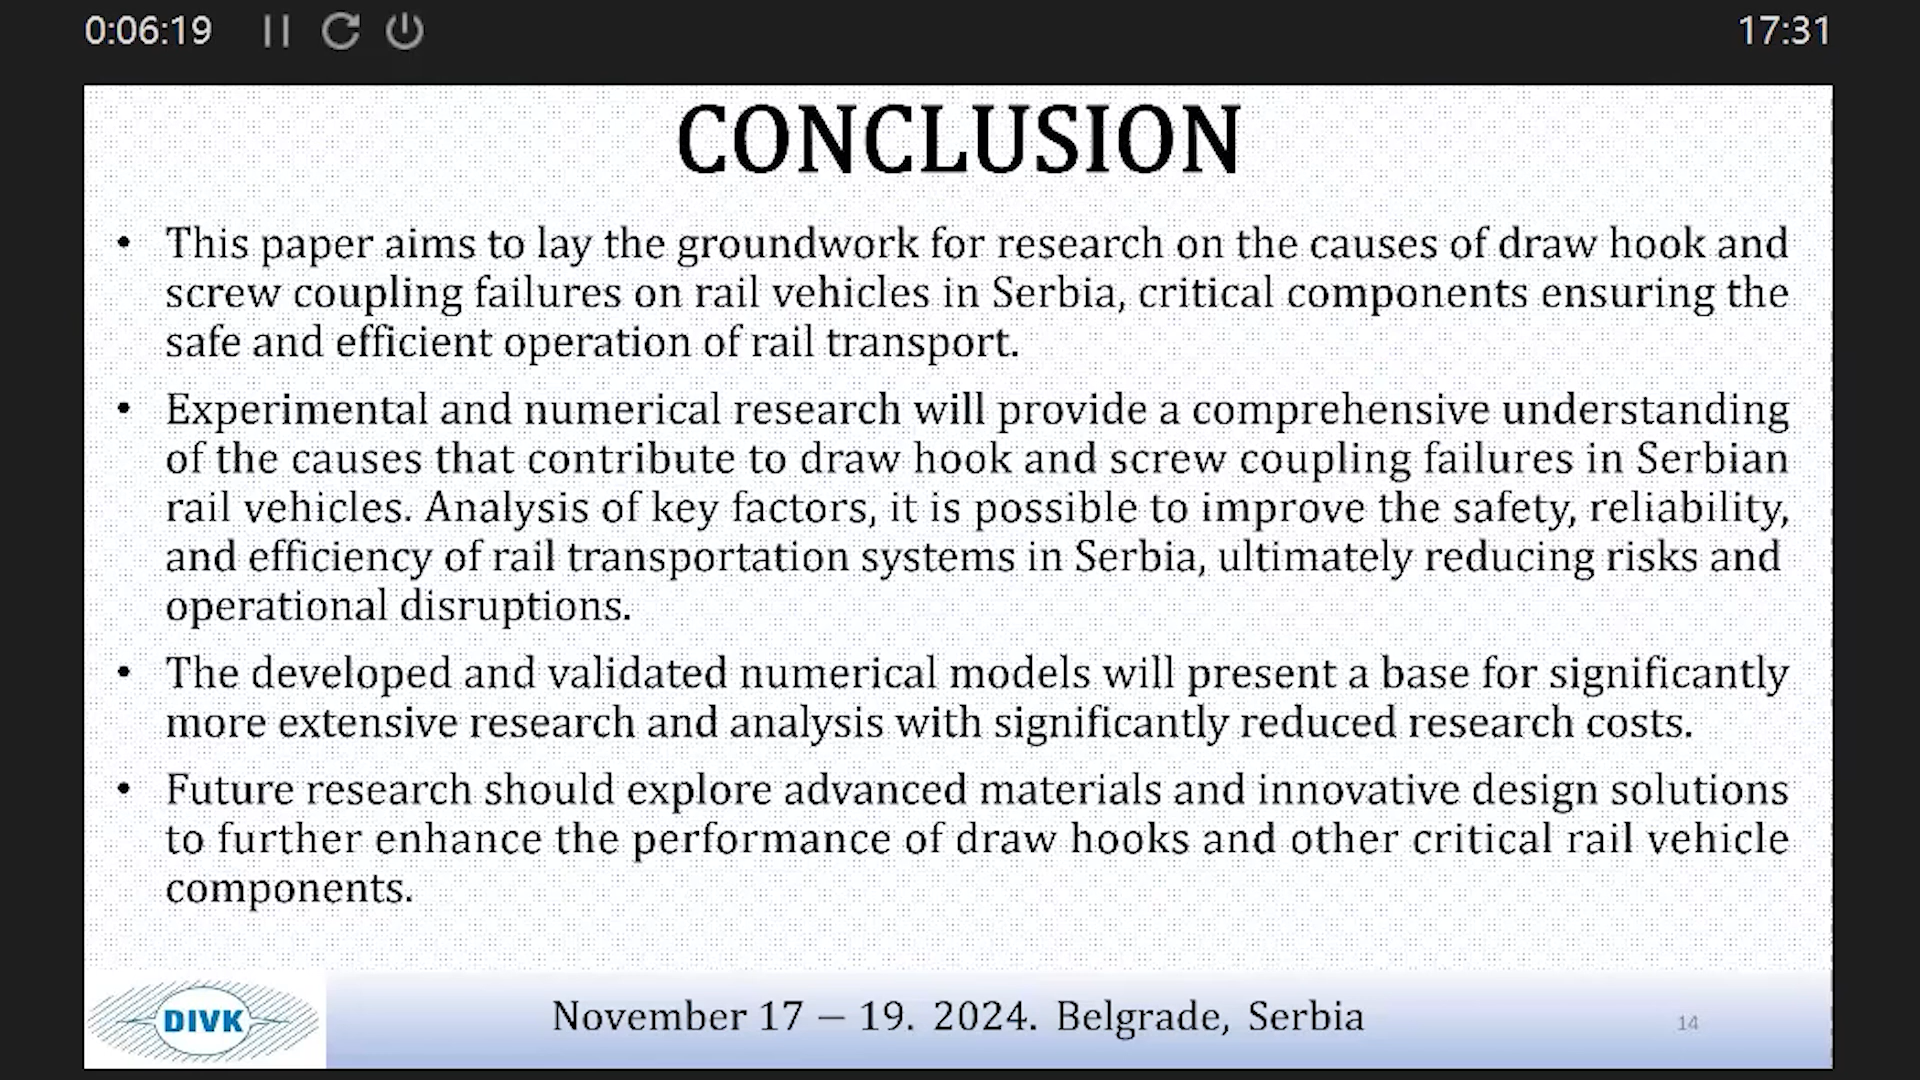 0:06:19
17:31
CONCLUSION
• This paper aims to lay the groundwork for research on the causes of draw hook and
screw coupling failures on rail vehicles in Serbia, critical components ensuring the
safe and efficient operation of rail transport.
• Experimental and numerical research will provide a comprehensive understanding
of the causes that contribute to draw hook and screw coupling failures in Serbian
rail vehicles. Analysis of key factors, it is possible to improve the safety, reliability,
and efficiency of rail transportation systems in Serbia, ultimately reducing risks and
operational disruptions.
• The developed and validated numerical models will present a base for significantly
more extensive research and analysis with significantly reduced research costs.
• Future research should explore advanced materials and innovative design solutions
to further enhance the performance of draw hooks and other critical rail vehicle
components.
DIVK
November 17 – 19. 2024. Belgrade, Serbia
14